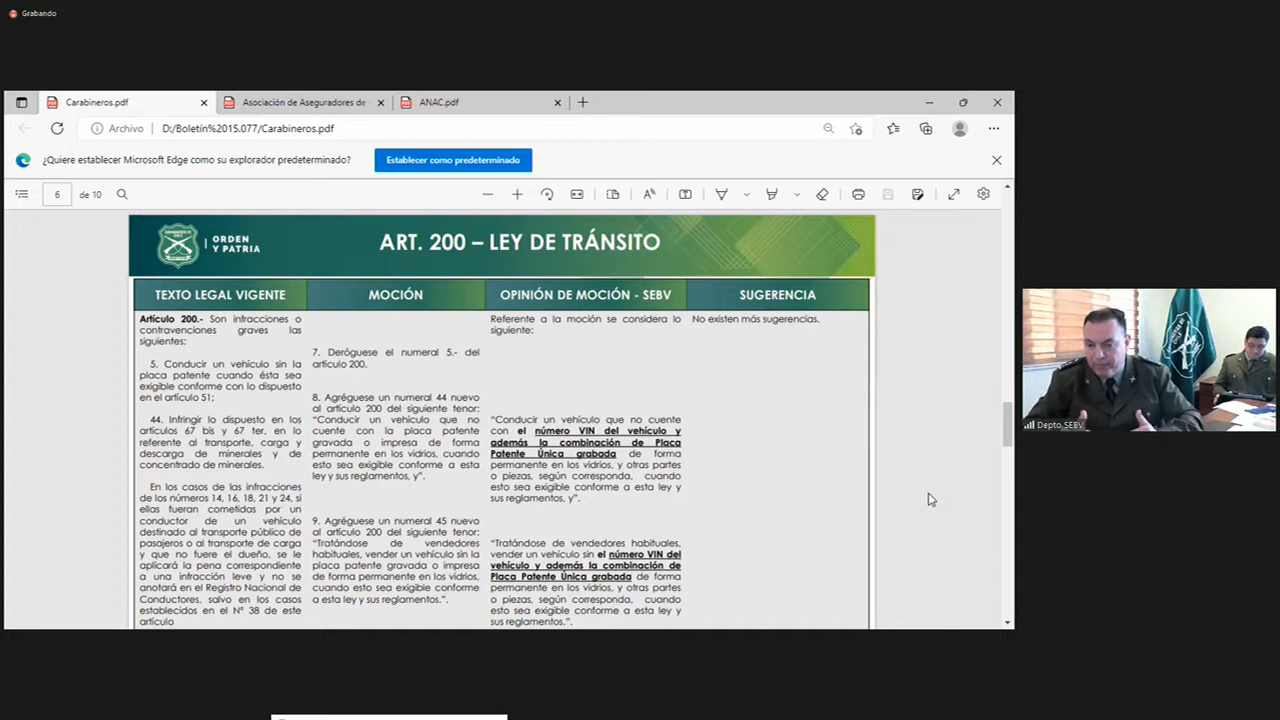 Grabando
Carabineros.pdf
Asociación de Aseguradores de
ANAC.pdf
Archivo
D:/Boletín%2015.077/Carabineros.pdf
¿Quiere establecer Microsoft Edge como su explorador predeterminado?
Establecer como predeterminado
6
de 10
ORDEN
Y PATRIA
ART. 200 – LEY DE TRÁNSITO
TEXTO LEGAL VIGENTE
MOCIÓN
OPINIÓN DE MOCIÓN - SEBV
SUGERENCIA
Artículo 200.- Son infracciones o
contravenciones graves las
siguientes:
5. Conducir un vehículo sin la
placa patente cuando ésta sea
exigible conforme con lo dispuesto
en el artículo 51;
44. Infringir lo dispuesto en los
artículos 67 bis y 67 ter, en lo
referente al transporte, carga y
descarga de minerales y de
concentrado de minerales.
En los casos de las infracciones
de los números 14, 16, 18, 21 y 24, si
ellas fueran cometidas por un
conductor de un vehículo
destinado al transporte público de
pasajeros o al transporte de carga
y que no fuere el dueño, se le
aplicará la pena correspondiente
a una infracción leve y no se
anotará en el Registro Nacional de
Conductores, salvo en los casos
establecidos en el Nº 38 de este
artículo
7. Deróguese el numeral 5.- del
artículo 200.
8. Agréguese un numeral 44 nuevo
al artículo 200 del siguiente tenor:
“Conducir un vehículo que no
cuente con la placa patente
gravada o impresa de forma
permanente en los vidrios, cuando
esto sea exigible conforme a esta
ley y sus reglamentos, y”.
9. Agréguese un numeral 45 nuevo
al artículo 200 del siguiente tenor:
“Tratándose de vendedores
habituales, vender un vehículo sin la
placa patente gravada o impresa
de forma permanente en los vidrios,
cuando esto sea exigible conforme
a esta ley y sus reglamentos.”.
Referente a la moción se considera lo
siguiente:
“Conducir un vehículo que no cuente
con el número VIN del vehículo y
además la combinación de Placa
Patente Única grabada de forma
permanente en los vidrios, y otras partes
o piezas, según corresponda, cuando
esto sea exigible conforme a esta ley y
sus reglamentos, y”.
“Tratándose de vendedores habituales,
vender un vehículo sin el número VIN del
vehículo y además la combinación de
Placa Patente Única grabada de forma
permanente en los vidrios, y otras partes
o piezas, según corresponda, cuando
esto sea exigible conforme a esta ley y
sus reglamentos.”.
No existen más sugerencias.
Depto. SEBV